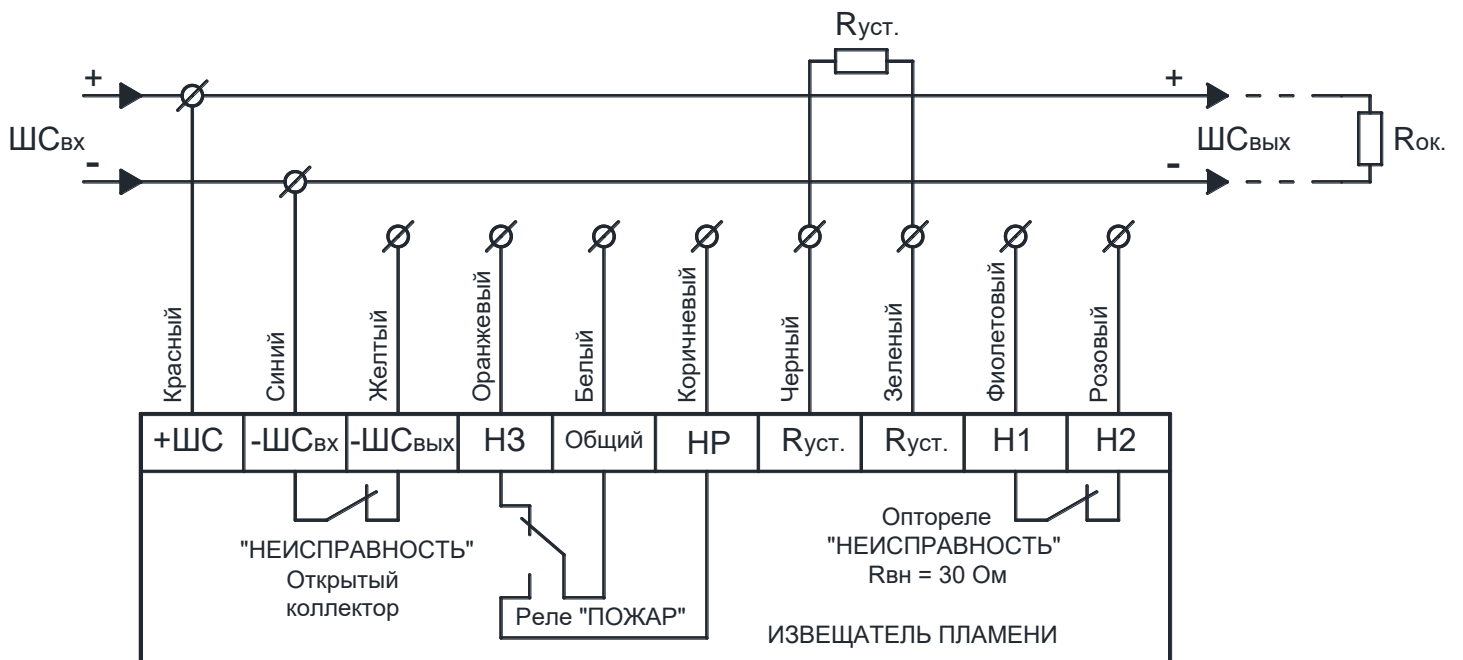 Rуст.
+
+
ШСвх
ШСвых
Rок.
-
-
Красный
Синий
Желтый
Оранжевый
Белый
Коричневый
Черный
Зеленый
Фиолетовый
Розовый
+ШС
-ШСвх
-ШСвых
НЗ
Общий
НР
Rуст.
Rуст.
Н1
Н2
"НЕИСПРАВНОСТЬ"
Открытый
коллектор
Реле "ПОЖАР"
Оптореле
"НЕИСПРАВНОСТЬ"
Rвн = 30 Ом
ИЗВЕЩАТЕЛЬ ПЛАМЕНИ